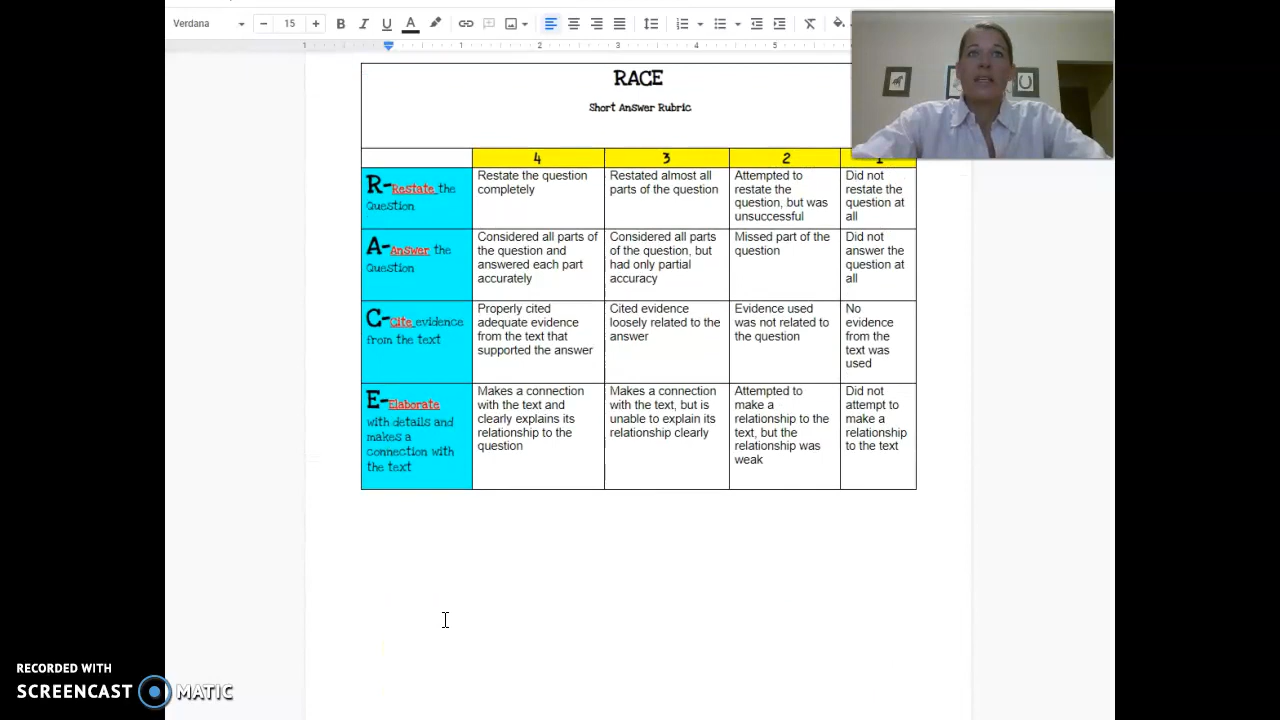 Verdana
15
1 1 2 3 4 5
RACE
Short Answer Rubric
4 3 2 1
R-Restate the
Question
Restate the question
completely
Restated almost all
parts of the question
Attempted to
restate the
question, but was
unsuccessful
Did not
restate the
question at
all
A-Answer the
Question
Considered all parts of
the question and
answered each part
accurately
Considered all parts
of the question, but
had only partial
accuracy
Missed part of the
question
Did not
answer the
question at
all
C-Cite evidence
from the text
Properly cited
adequate evidence
from the text that
supported the answer
Cited evidence
loosely related to the
answer
Evidence used
was not related to
the question
No
evidence
from the
text was
used
E-Elaborate
with details and
makes a
connection with
the text
Makes a connection
with the text and
clearly explains its
relationship to the
question
Makes a connection
with the text, but is
unable to explain its
relationship clearly
Attempted to
make a
relationship to the
text, but the
relationship was
weak
Did not
attempt to
make a
relationship
to the text
RECORDED WITH
SCREENCAST MATIC